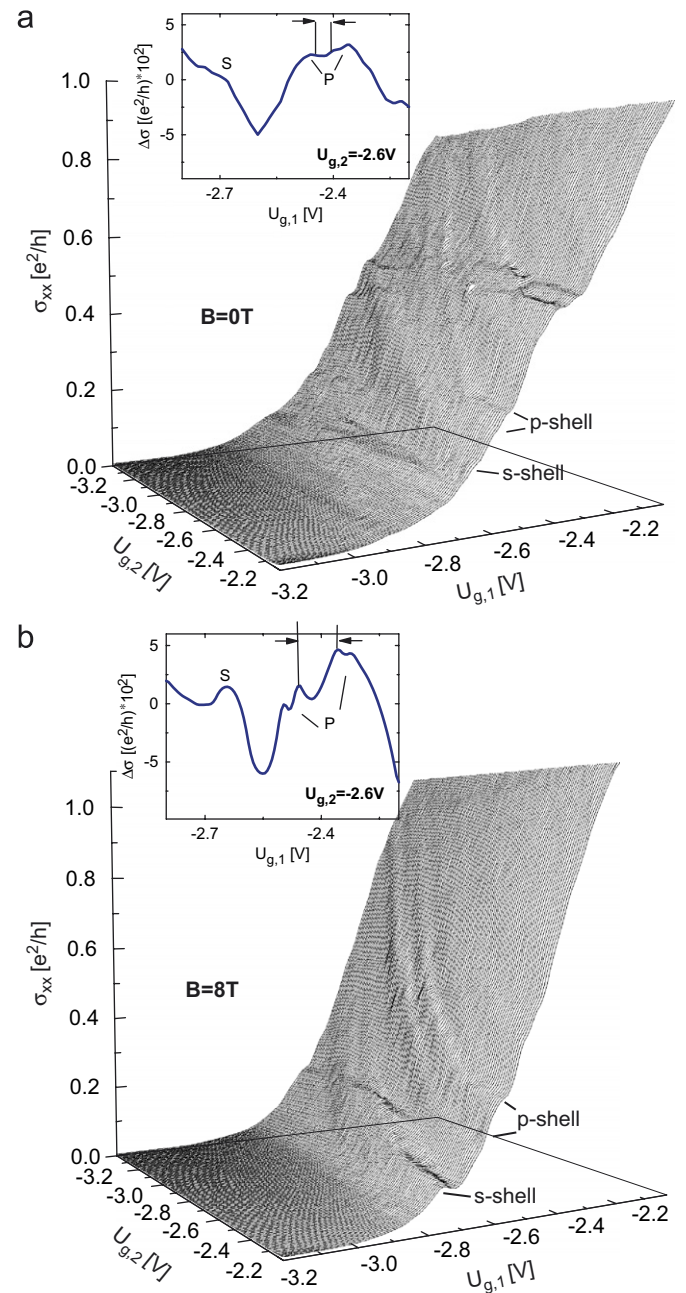 a
5
0
-5
Δσ [(e²/h)*10²]
S
P
U_g,2=-2.6V
-2.7
-2.4
U_g,1 [V]
1.0
0.8
0.6
0.4
0.2
0.0
σ_xx [e²/h]
B=0T
p-shell
s-shell
-3.2
-3.0
-2.8
-2.6
-2.4
-2.2
U_g,2 [V]
-3.2
-3.0
-2.8
-2.6
-2.4
-2.2
U_g,1 [V]
b
5
0
-5
Δσ [(e²/h)*10²]
S
P
U_g,2=-2.6V
-2.7
-2.4
U_g,1 [V]
1.0
0.8
0.6
0.4
0.2
0.0
σ_xx [e²/h]
B=8T
p-shell
s-shell
-3.2
-3.0
-2.8
-2.6
-2.4
-2.2
U_g,2 [V]
-3.2
-3.0
-2.8
-2.6
-2.4
-2.2
U_g,1 [V]